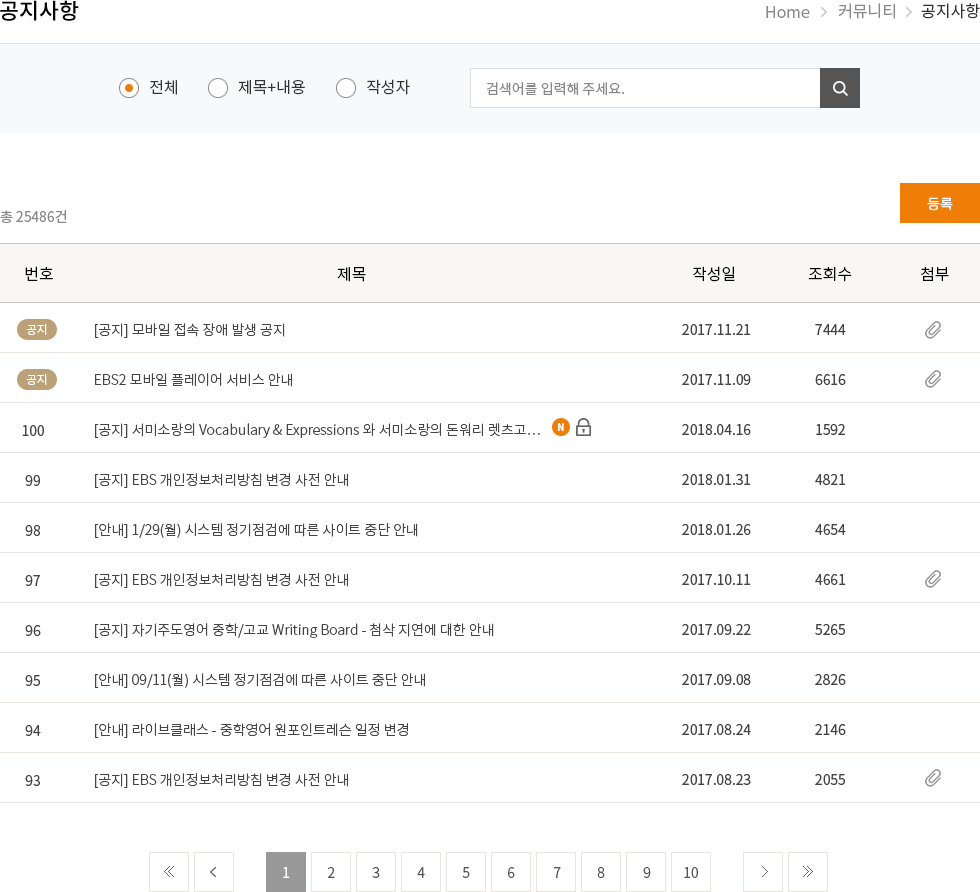 공지사항
Home > 커뮤니티 > 공지사항
전체 제목+내용 작성자 검색어를 입력해 주세요.
등록
총 25486건
번호 제목 작성일 조회수 첨부
공지 [공지] 모바일 접속 장애 발생 공지 2017.11.21 7444
공지 EBS2 모바일 플레이어 서비스 안내 2017.11.09 6616
100 [공지] 서미소랑의 Vocabulary & Expressions 와 서미소랑의 돈워리 렛츠고... N 2018.04.16 1592
99 [공지] EBS 개인정보처리방침 변경 사전 안내 2018.01.31 4821
98 [안내] 1/29(월) 시스템 정기점검에 따른 사이트 중단 안내 2018.01.26 4654
97 [공지] EBS 개인정보처리방침 변경 사전 안내 2017.10.11 4661
96 [공지] 자기주도영어 중학/고교 Writing Board - 첨삭 지연에 대한 안내 2017.09.22 5265
95 [안내] 09/11(월) 시스템 정기점검에 따른 사이트 중단 안내 2017.09.08 2826
94 [안내] 라이브클래스 - 중학영어 원포인트레슨 일정 변경 2017.08.24 2146
93 [공지] EBS 개인정보처리방침 변경 사전 안내 2017.08.23 2055
« < 1 2 3 4 5 6 7 8 9 10 > »